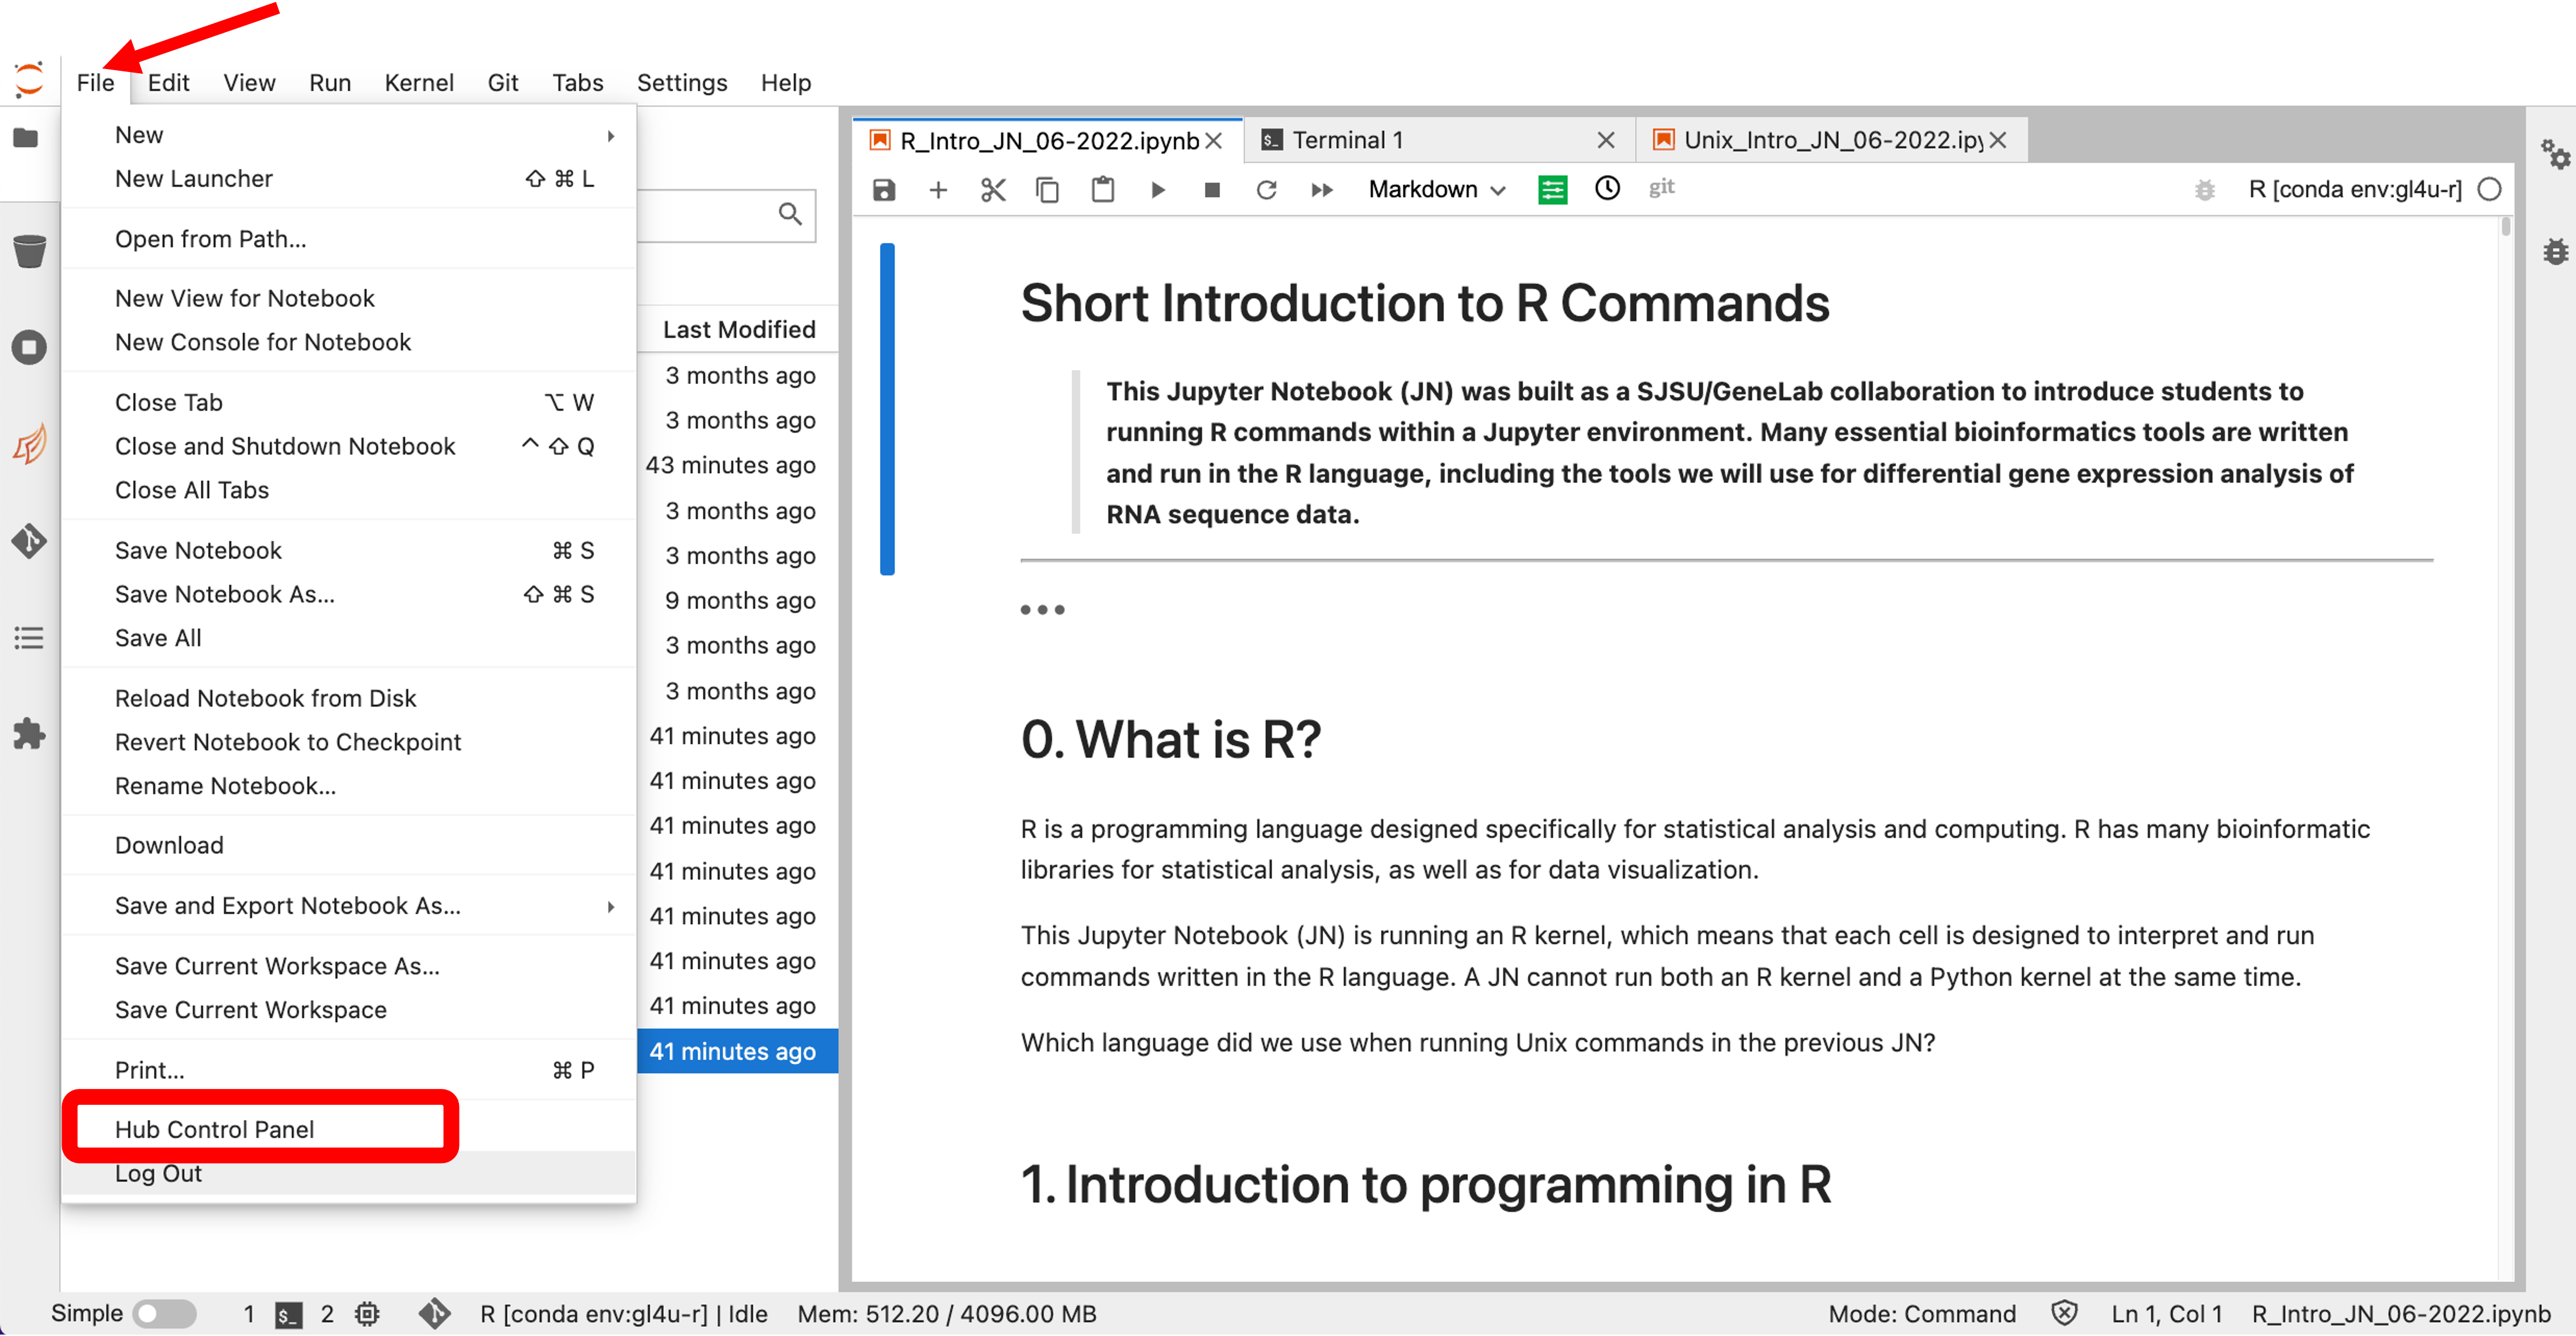 File Edit View Run Kernel Git Tabs Settings Help
New
New Launcher ⇧ ⌘ L
Open from Path...
New View for Notebook
New Console for Notebook
Close Tab ⌥ W
Close and Shutdown Notebook ^ ⇧ Q
Close All Tabs
Save Notebook ⌘ S
Save Notebook As... ⇧ ⌘ S
Save All
Reload Notebook from Disk
Revert Notebook to Checkpoint
Rename Notebook...
Download
Save and Export Notebook As...
Save Current Workspace As...
Save Current Workspace
Print... ⌘ P
Hub Control Panel
Log Out
Last Modified
3 months ago
3 months ago
43 minutes ago
3 months ago
3 months ago
9 months ago
3 months ago
3 months ago
41 minutes ago
41 minutes ago
41 minutes ago
41 minutes ago
41 minutes ago
41 minutes ago
41 minutes ago
41 minutes ago
R_Intro_JN_06-2022.ipynb $_ Terminal 1 Unix_Intro_JN_06-2022.ipy
Markdown git R [conda env:gl4u-r]
Short Introduction to R Commands
This Jupyter Notebook (JN) was built as a SJSU/GeneLab collaboration to introduce students to
running R commands within a Jupyter environment. Many essential bioinformatics tools are written
and run in the R language, including the tools we will use for differential gene expression analysis of
RNA sequence data.
•••
0. What is R?
R is a programming language designed specifically for statistical analysis and computing. R has many bioinformatic
libraries for statistical analysis, as well as for data visualization.
This Jupyter Notebook (JN) is running an R kernel, which means that each cell is designed to interpret and run
commands written in the R language. A JN cannot run both an R kernel and a Python kernel at the same time.
Which language did we use when running Unix commands in the previous JN?
1. Introduction to programming in R
Simple 1 $_ 2 R [conda env:gl4u-r] | Idle Mem: 512.20 / 4096.00 MB Mode: Command Ln 1, Col 1 R_Intro_JN_06-2022.ipynb